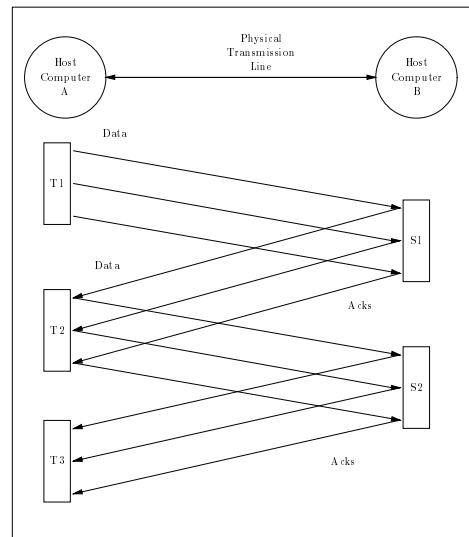 Host
Computer
A
Physical
Transmission
Line
Host
Computer
B
Data
T1
S1
Data
Acks
T2
S2
T3
Acks